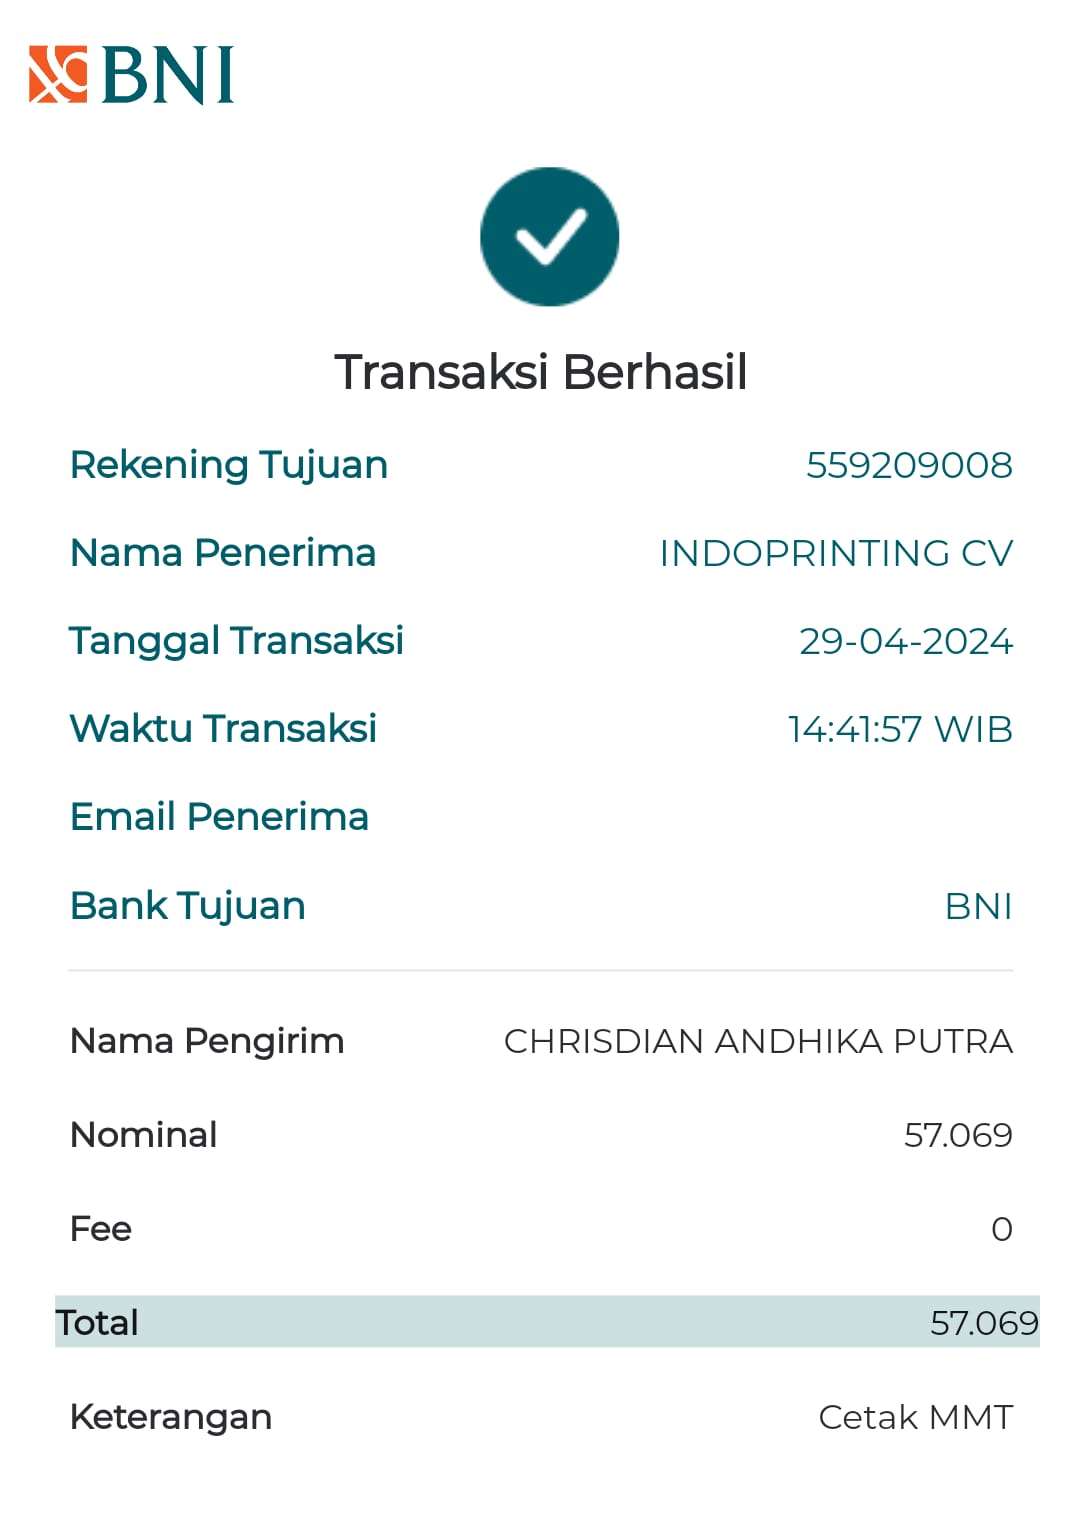 BNI
Transaksi Berhasil
Rekening Tujuan 559209008
Nama Penerima INDOPRINTING CV
Tanggal Transaksi 29-04-2024
Waktu Transaksi 14:41:57 WIB
Email Penerima
Bank Tujuan BNI
Nama Pengirim CHRISDIAN ANDHIKA PUTRA
Nominal 57.069
Fee 0
Total 57.069
Keterangan Cetak MMT